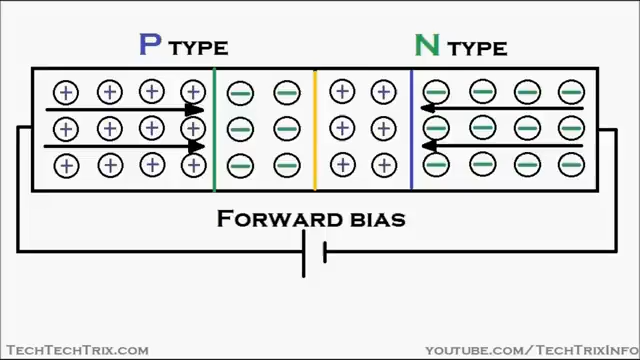 P TYPE
N TYPE
FORWARD BIAS
TECHTECHTRIX.COM
YOUTUBE.COM/TECHTRIXINFO